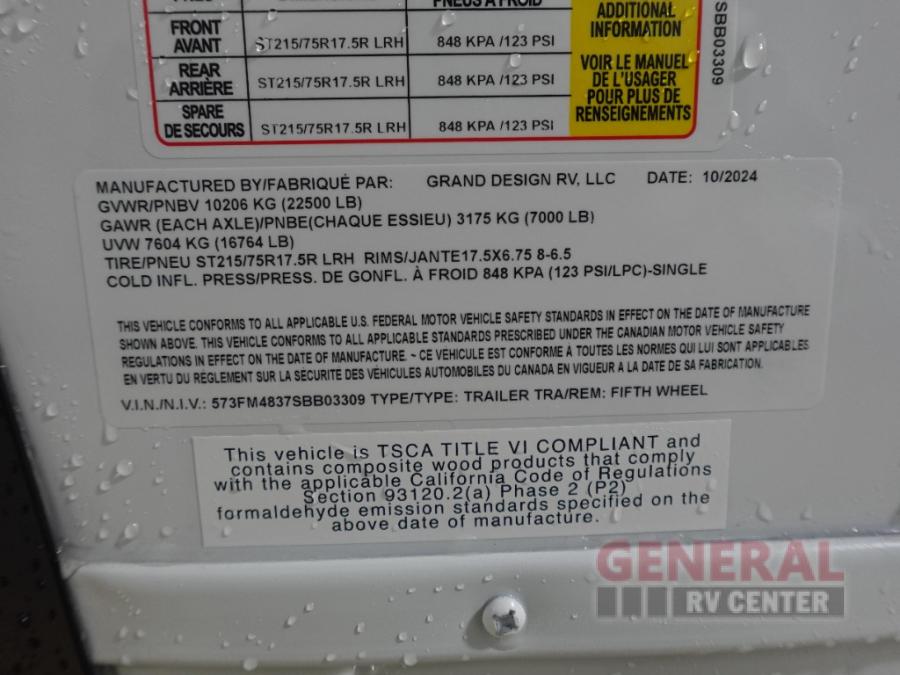 PNEUS À FROID
FRONT
AVANT
ST215/75R17.5R LRH
848 KPA /123 PSI
REAR
ARRIÈRE
ST215/75R17.5R LRH
848 KPA /123 PSI
SPARE
DE SECOURS
ST215/75R17.5R LRH
848 KPA /123 PSI
ADDITIONAL
INFORMATION
VOIR LE MANUEL
DE L'USAGER
POUR PLUS DE
RENSEIGNEMENTS
SBB03309
MANUFACTURED BY/FABRIQUÉ PAR: GRAND DESIGN RV, LLC DATE: 10/2024
GVWR/PNBV 10206 KG (22500 LB)
GAWR (EACH AXLE)/PNBE(CHAQUE ESSIEU) 3175 KG (7000 LB)
UVW 7604 KG (16764 LB)
TIRE/PNEU ST215/75R17.5R LRH RIMS/JANTE17.5X6.75 8-6.5
COLD INFL. PRESS/PRESS. DE GONFL. À FROID 848 KPA (123 PSI/LPC)-SINGLE
THIS VEHICLE CONFORMS TO ALL APPLICABLE U.S. FEDERAL MOTOR VEHICLE SAFETY STANDARDS IN EFFECT ON THE DATE OF MANUFACTURE
SHOWN ABOVE. THIS VEHICLE CONFORMS TO ALL APPLICABLE STANDARDS PRESCRIBED UNDER THE CANADIAN MOTOR VEHICLE SAFETY
REGULATIONS IN EFFECT ON THE DATE OF MANUFACTURE. ~ CE VEHICULE EST CONFORME A TOUTES LES NORMES QUI LUI SONT APPLICABLES
EN VERTU DU REGLEMENT SUR LA SÉCURITE DES VÉHICULES AUTOMOBILES DU CANADA EN VIGUEUR A LA DATE DE SA FABRICATION.
V.I.N./N.I.V.: 573FM4837SBB03309 TYPE/TYPE: TRAILER TRA/REM: FIFTH WHEEL
This vehicle is TSCA TITLE VI COMPLIANT and
contains composite wood products that comply
with the applicable California Code of Regulations
Section 93120.2(a) Phase 2 (P2)
formaldehyde emission standards specified on the
above date of manufacture.
GENERAL
RV CENTER